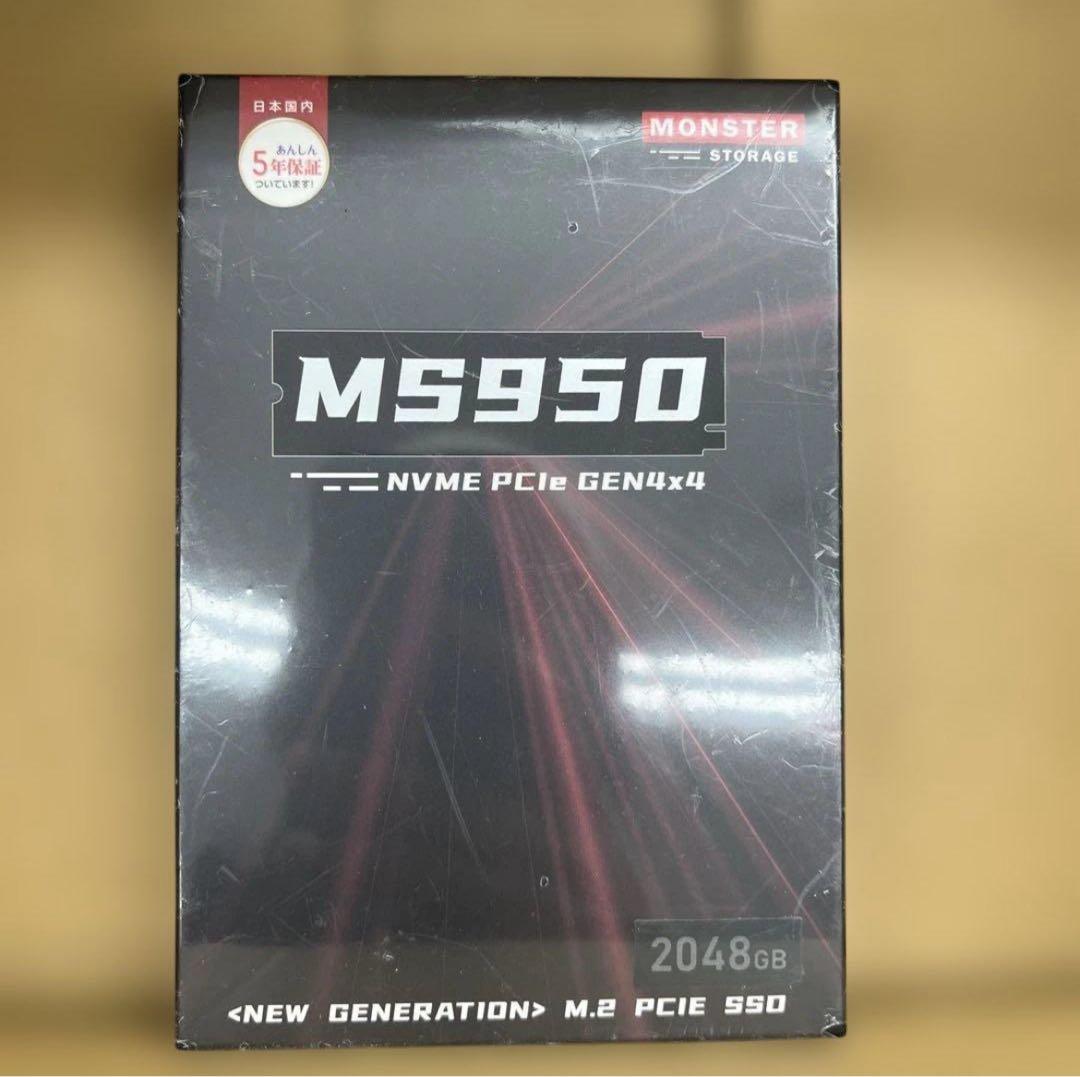 日本国内
あんしん
5年保証
ついています!
MONSTER
STORAGE
MS950
NVME PCIe GEN4x4
2048GB
<NEW GENERATION> M.2 PCIE SSD